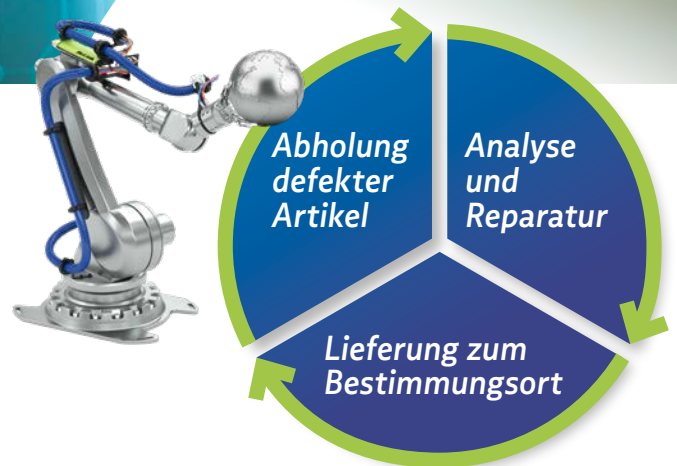 Abholung
defekter
Artikel
Analyse
und
Reparatur
Lieferung zum
Bestimmungsort